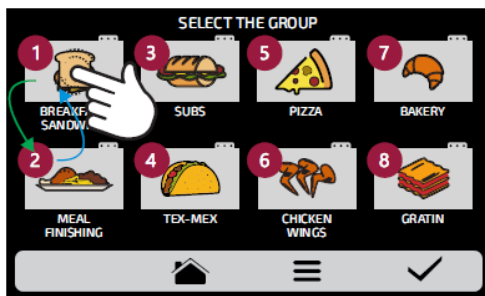 SELECT THE GROUP
1
3
5
7
SUBS
PIZZA
BAKERY
2
4
6
8
MEAL
FINISHING
TEX-MEX
CHICKEN
WINGS
GRATIN